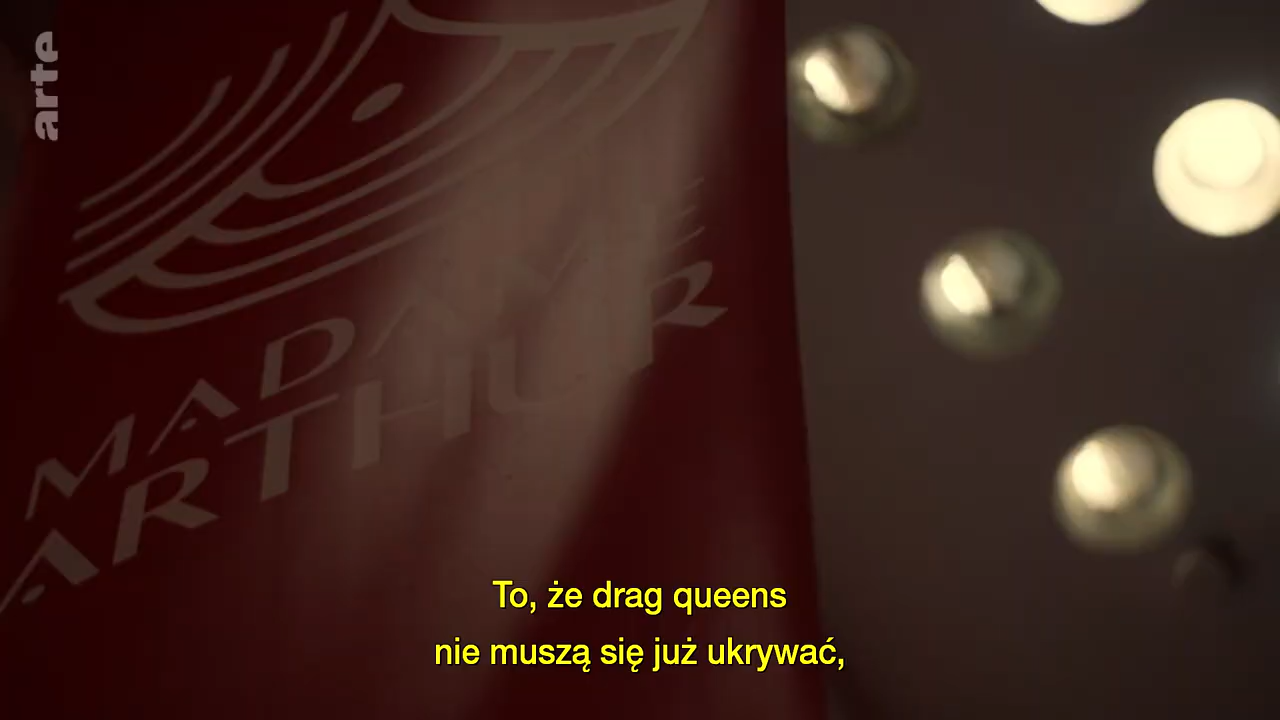 arte
MADAME
ARTHUR
To, że drag queens
nie muszą się już ukrywać,